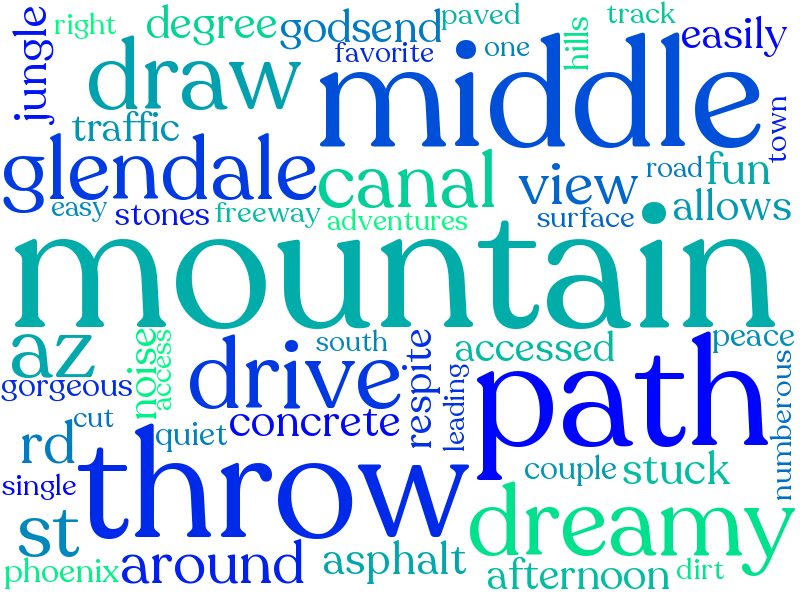 jungle right degree godsend paved track easily
draw favorite one hills
middle
traffic town
glendale canal view road fun
easy stones freeway adventures surface allows
mountain
az noise access drive south respite accessed peace
gorgeous path
cut concrete leading numberous
rd quiet
throw couple stuck
single
st dreamy
phoenix around asphalt afternoon dirt